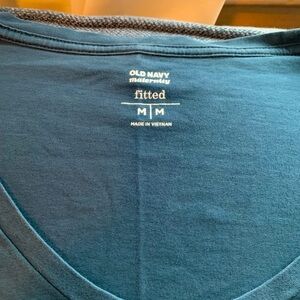 OLD NAVY
maternity
fitted
M | M
MADE IN VIETNAM